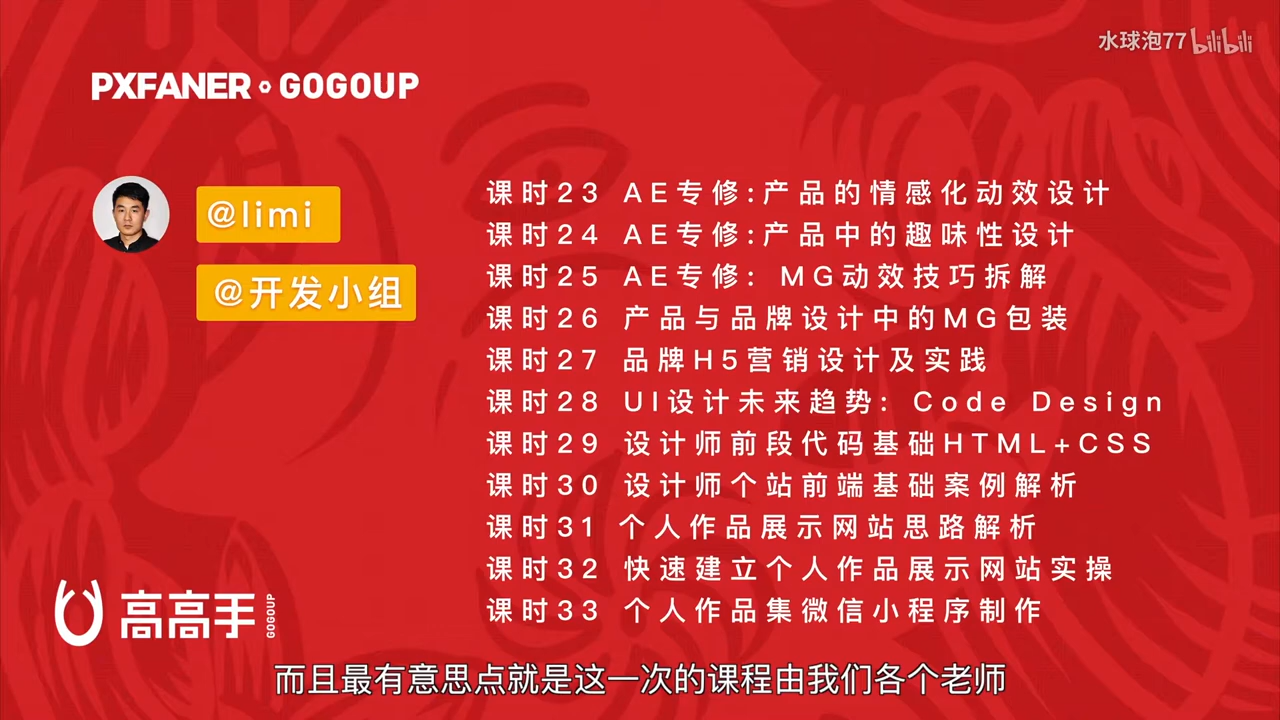 水球泡77 bilibili
PXFANER GOGOUP
@limi
@开发小组
课时23 AE专修:产品的情感化动效设计
课时24 AE专修:产品中的趣味性设计
课时25 AE专修: MG动效技巧拆解
课时26 产品与品牌设计中的MG包装
课时27 品牌H5营销设计及实践
课时28 UI设计未来趋势: Code Design
课时29 设计师前段代码基础HTML+CSS
课时30 设计师个站前端基础案例解析
课时31 个人作品展示网站思路解析
课时32 快速建立个人作品展示网站实操
课时33 个人作品集微信小程序制作
高高手 GOGOUP
而且最有意思点就是这一次的课程由我们各个老师